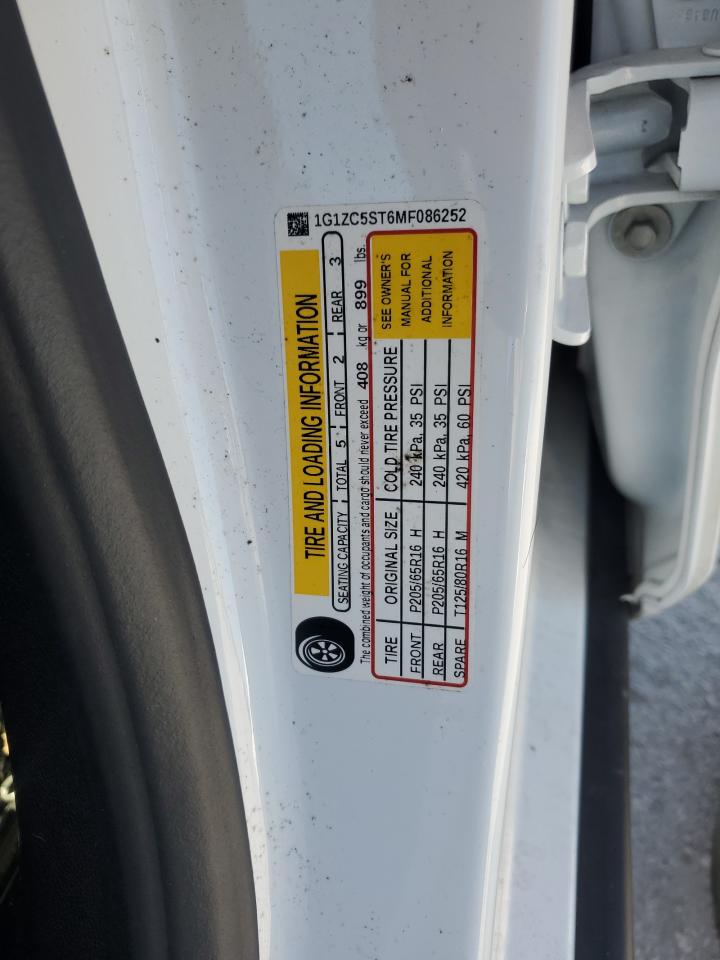 1G1ZC5ST6MF086252
TIRE AND LOADING INFORMATION
SEATING CAPACITY TOTAL 5 FRONT 2 REAR 3
The combined weight of occupants and cargo should never exceed 408 kg or 899 lbs.
TIRE ORIGINAL SIZE COLD TIRE PRESSURE
FRONT P205/65R16 H 240 kPa, 35 PSI
REAR P205/65R16 H 240 kPa, 35 PSI
SPARE T125/80R16 M 420 kPa, 60 PSI
SEE OWNER'S
MANUAL FOR
ADDITIONAL
INFORMATION